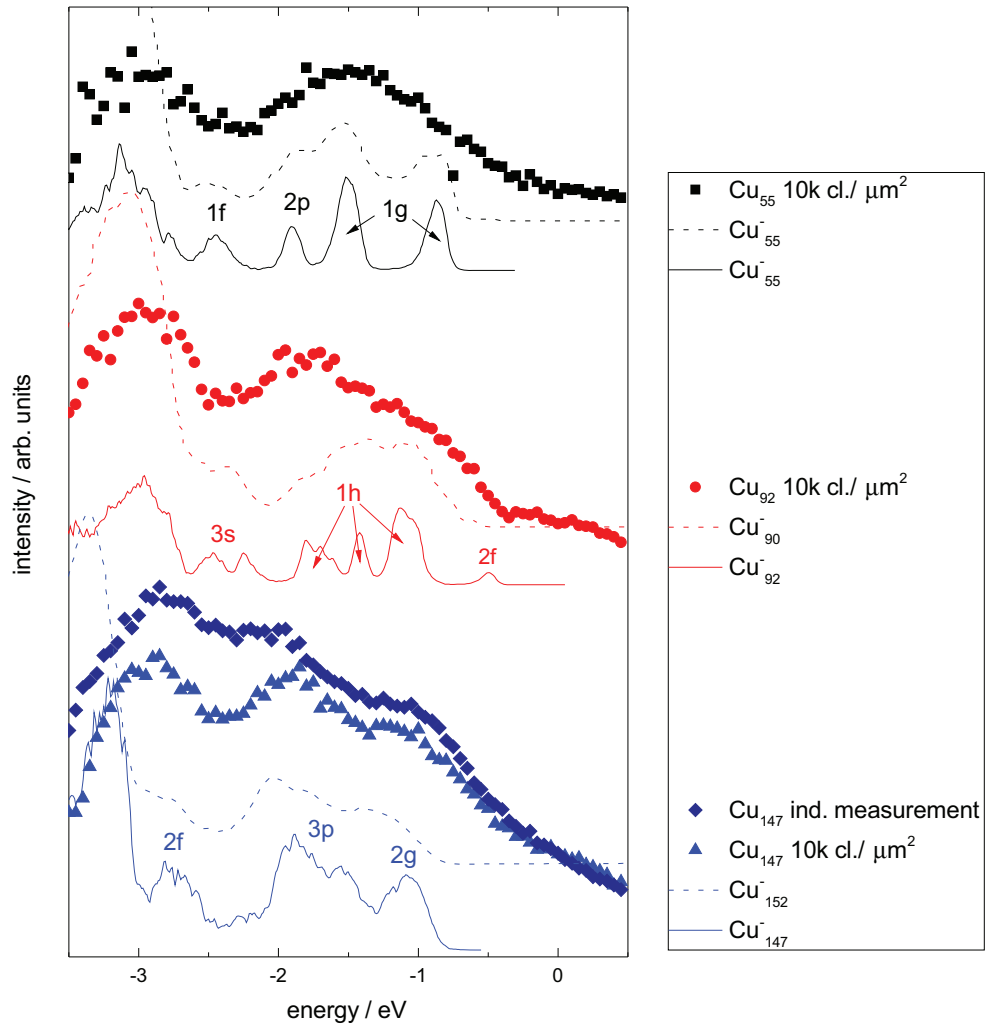 intensity / arb. units
1f
2p
1g
3s
1h
2f
2f
3p
2g
-3
-2
-1
0
energy / eV
Cu₅₅ 10k cl./ μm²
Cu⁻₅₅
Cu⁻₅₅
Cu₉₂ 10k cl./ μm²
Cu⁻₉₀
Cu⁻₉₂
Cu₁₄₇ ind. measurement
Cu₁₄₇ 10k cl./ μm²
Cu⁻₁₅₂
Cu⁻₁₄₇